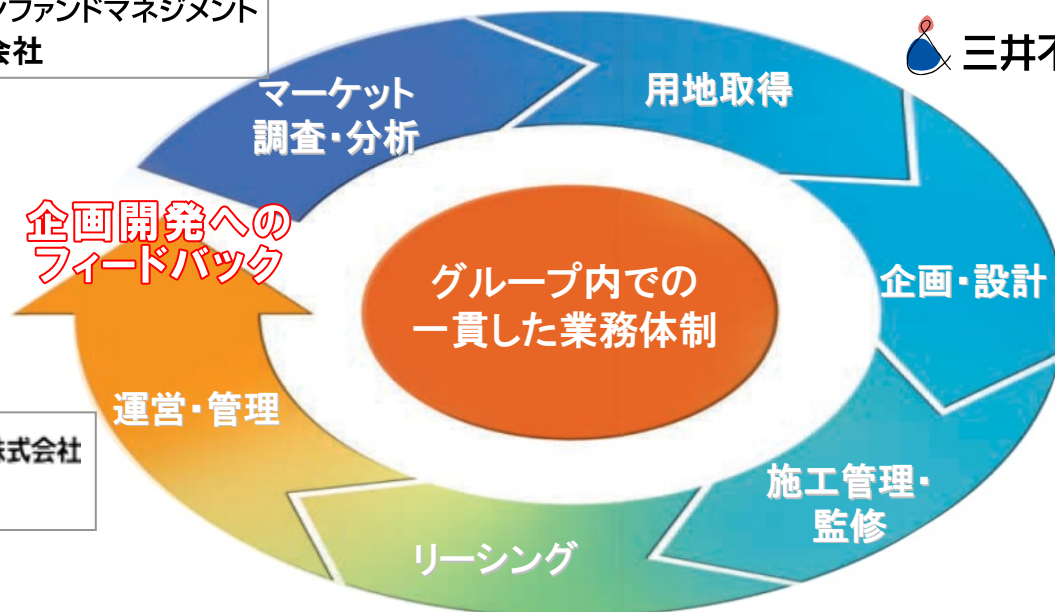 ンファンドマネジメント
会社
三井不
マーケット
調査・分析
用地取得
企画開発への
フィードバック
グループ内での
一貫した業務体制
企画・設計
運営・管理
株式会社
施工管理・
監修
リーシング